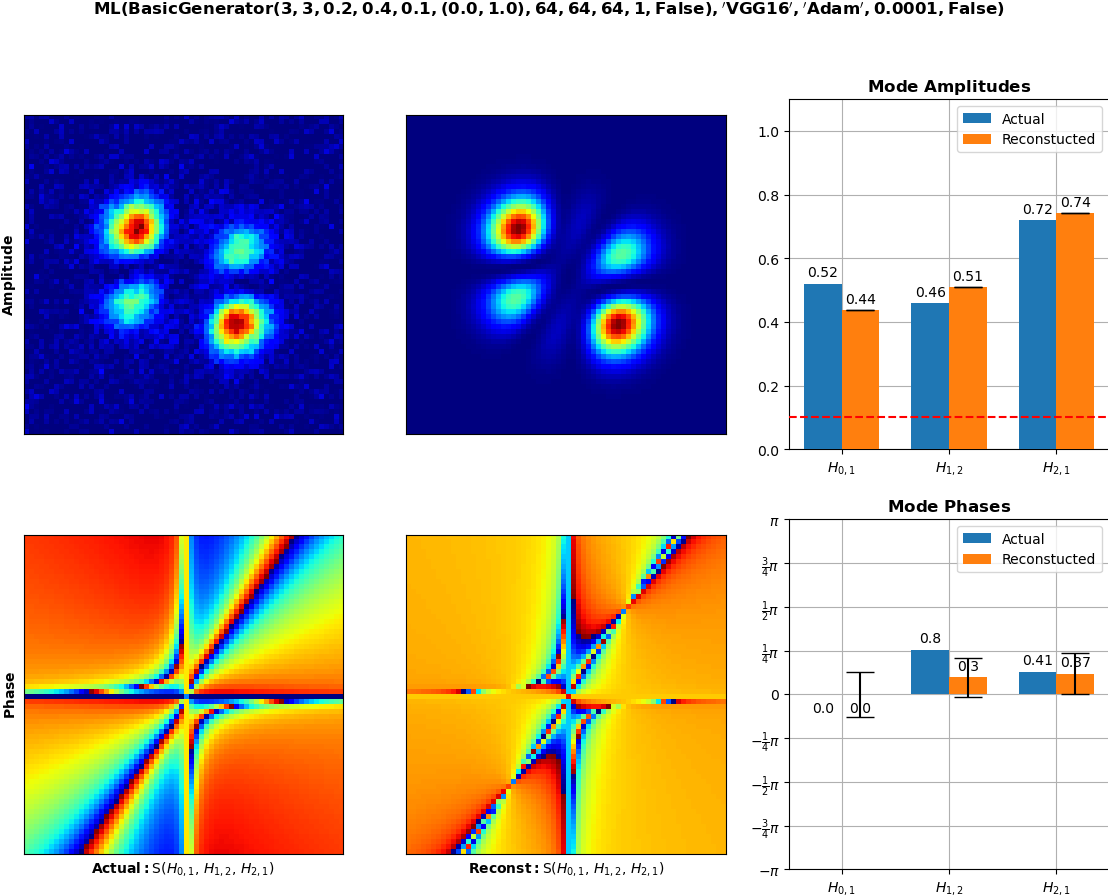 ML(BasicGenerator(3, 3, 0.2, 0.4, 0.1, (0.0, 1.0), 64, 64, 64, 1, False), ′VGG16′, ′Adam′, 0.0001, False)
Amplitude
Mode Amplitudes
Actual
Reconstucted
1.0
0.8
0.6
0.4
0.2
0.0
0.52
0.44
0.46
0.51
0.72
0.74
H0, 1
H1, 2
H2, 1
Phase
Actual: S(H0, 1, H1, 2, H2, 1)
Reconst: S(H0, 1, H1, 2, H2, 1)
Mode Phases
Actual
Reconstucted
π
3/4π
1/2π
1/4π
0
−1/4π
−1/2π
−3/4π
−π
0.0
0.0
0.8
0.3
0.41
0.37
H0, 1
H1, 2
H2, 1